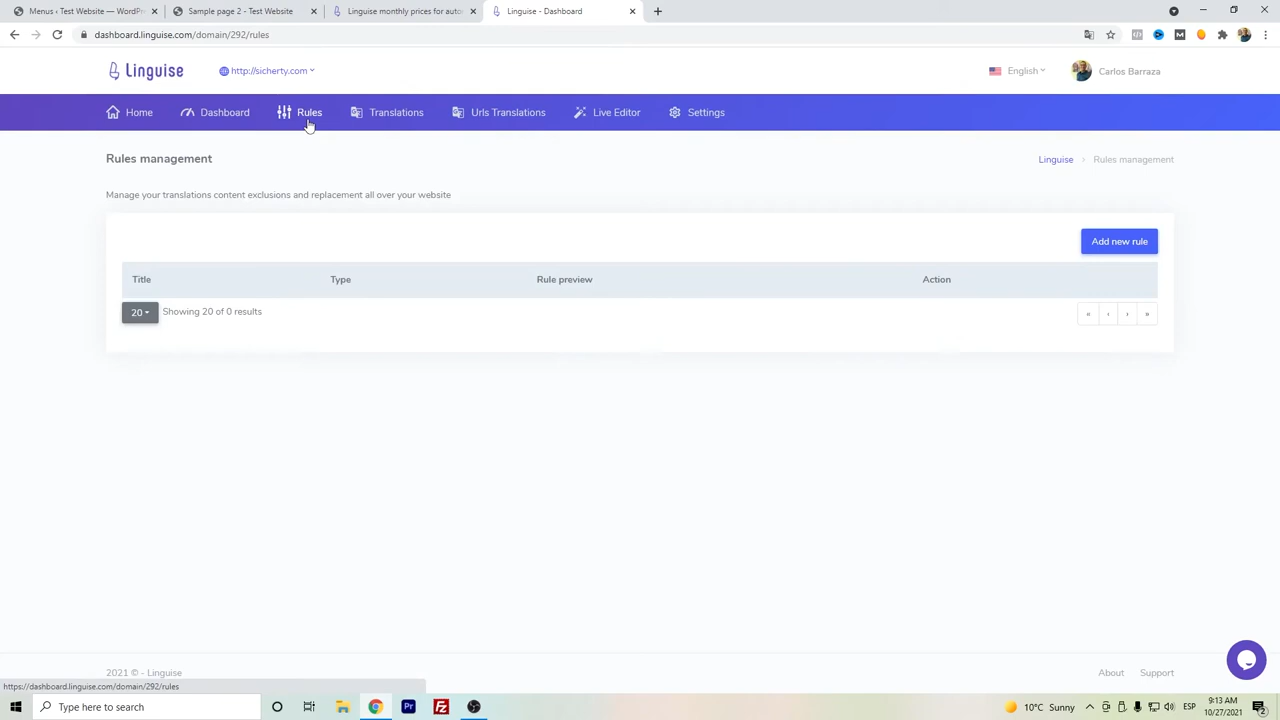 Menus ‹ Test Website — WordPr
Sample page 2 - Test Website
Linguise monthly prices for auto
Linguise - Dashboard
dashboard.linguise.com/domain/292/rules
Linguise
http://sicherty.com
English
Carlos Barraza
Home
Dashboard
Rules
Translations
Urls Translations
Live Editor
Settings
Rules management
Linguise › Rules management
Manage your translations content exclusions and replacement all over your website
Add new rule
Title Type Rule preview Action
20 Showing 20 of 0 results
« ‹ › »
2021 © - Linguise
About Support
https://dashboard.linguise.com/domain/292/rules
Type here to search
Pr
Fz
10°C Sunny
ESP
9:13 AM
10/27/2021
2